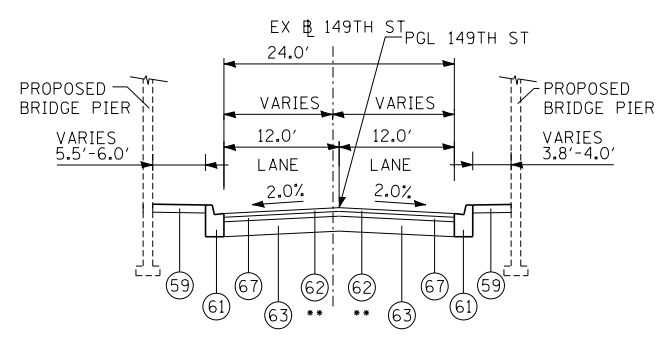 EX ℄ 149TH ST
PGL 149TH ST
24.0'
PROPOSED
BRIDGE PIER
PROPOSED
BRIDGE PIER
VARIES
VARIES
VARIES
5.5'-6.0'
12.0'
12.0'
VARIES
3.8'-4.0'
LANE
LANE
2.0%
2.0%
59
61
67
63
62
62
63
67
61
59
**
**